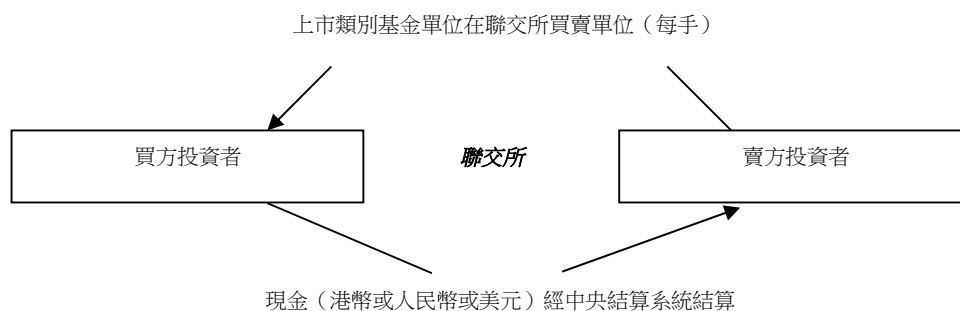 上市類別基金單位在聯交所買賣單位（每手）
買方投資者
聯交所
賣方投資者
現金（港幣或人民幣或美元）經中央結算系統結算